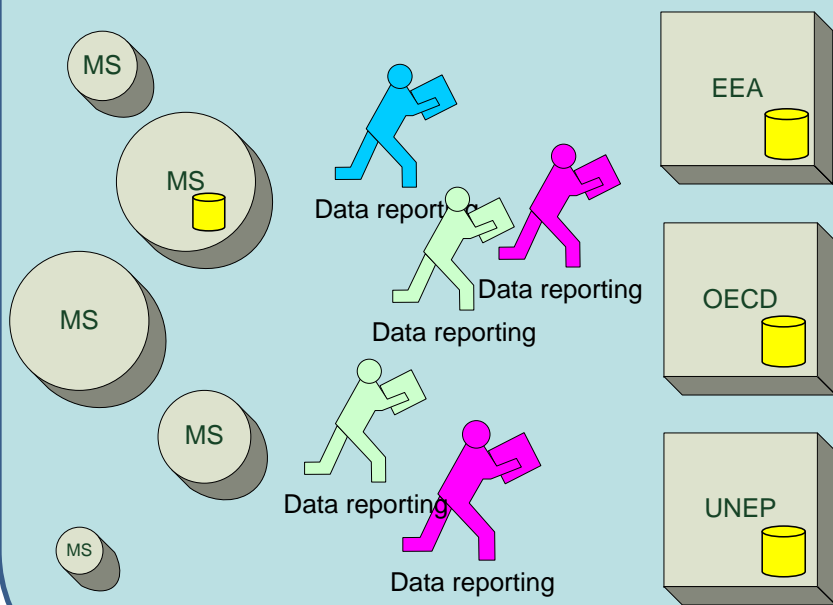 MS
MS
MS
MS
MS
Data reporting
Data reporting
Data reporting
Data reporting
Data reporting
EEA
OECD
UNEP